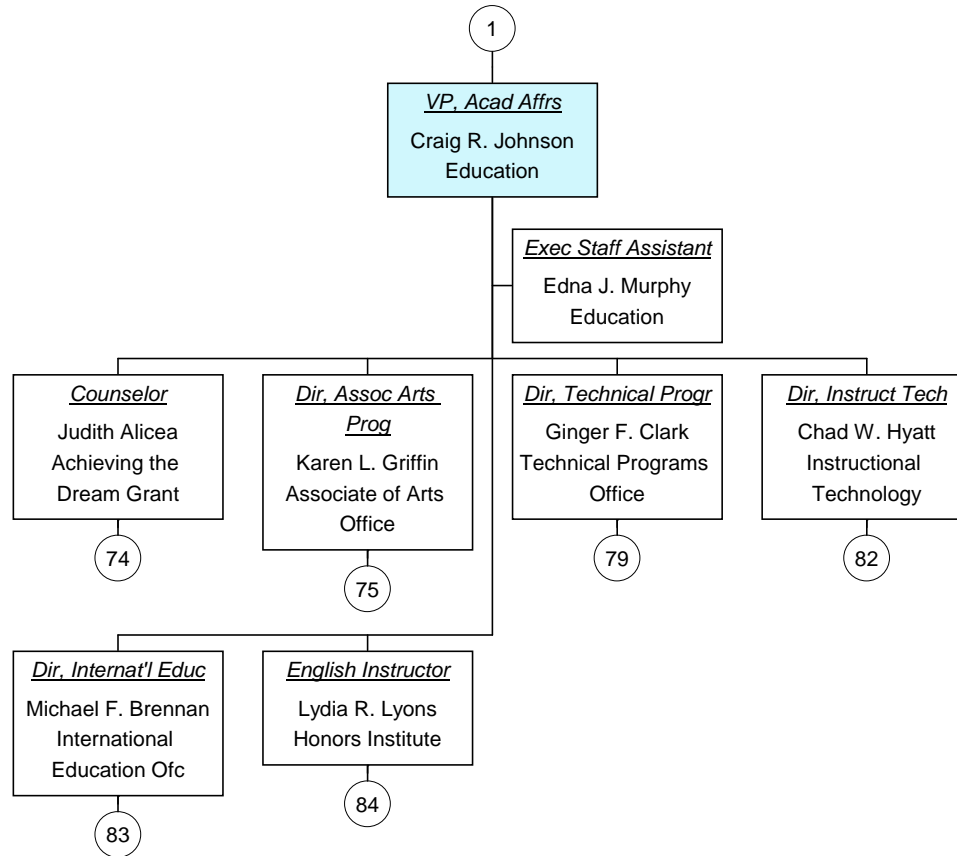 1
VP, Acad Affrs
Craig R. Johnson
Education
Exec Staff Assistant
Edna J. Murphy
Education
Counselor
Judith Alicea
Achieving the
Dream Grant
74
Dir, Assoc Arts
Prog
Karen L. Griffin
Associate of Arts
Office
75
Dir, Technical Progr
Ginger F. Clark
Technical Programs
Office
79
Dir, Instruct Tech
Chad W. Hyatt
Instructional
Technology
82
Dir, Internat'l Educ
Michael F. Brennan
International
Education Ofc
83
English Instructor
Lydia R. Lyons
Honors Institute
84